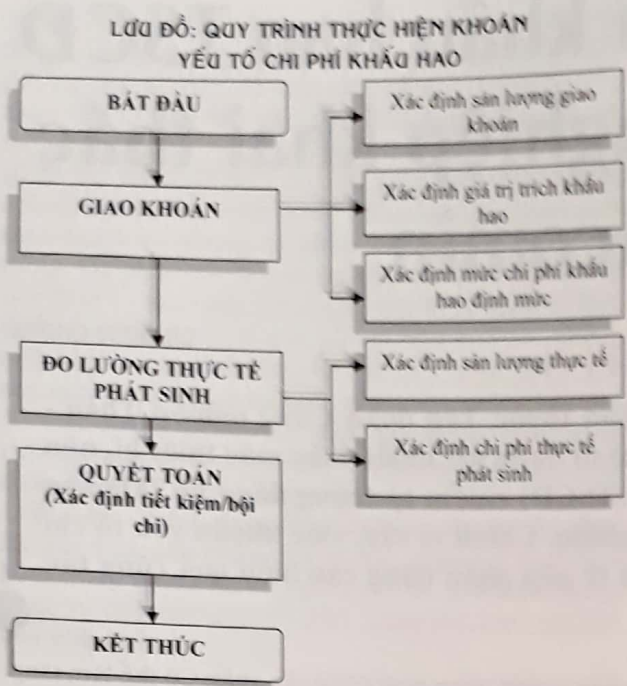 LƯU ĐỒ: QUY TRÌNH THỰC HIỆN KHOÁN
YẾU TỐ CHI PHÍ KHẤU HAO
BẮT ĐẦU
GIAO KHOÁN
Xác định sản lượng giao
khoán
Xác định giá trị trích khấu
hao
Xác định mức chi phí khấu
hao định mức
ĐO LƯỜNG THỰC TẾ
PHÁT SINH
Xác định sản lượng thực tế
Xác định chi phí thực tế
phát sinh
QUYẾT TOÁN
(Xác định tiết kiệm/bội
chi)
KẾT THÚC